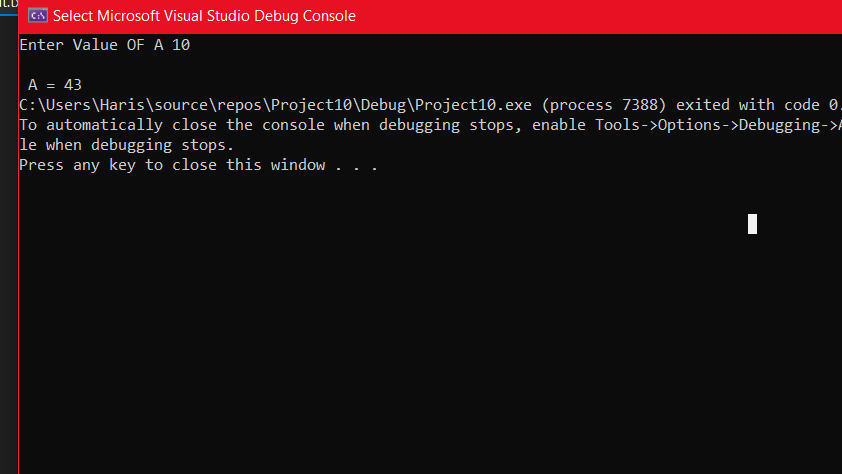 Select Microsoft Visual Studio Debug Console
Enter Value OF A 10
A = 43
C:\Users\Haris\source\repos\Project10\Debug\Project10.exe (process 7388) exited with code 0.
To automatically close the console when debugging stops, enable Tools->Options->Debugging->
le when debugging stops.
Press any key to close this window . . .